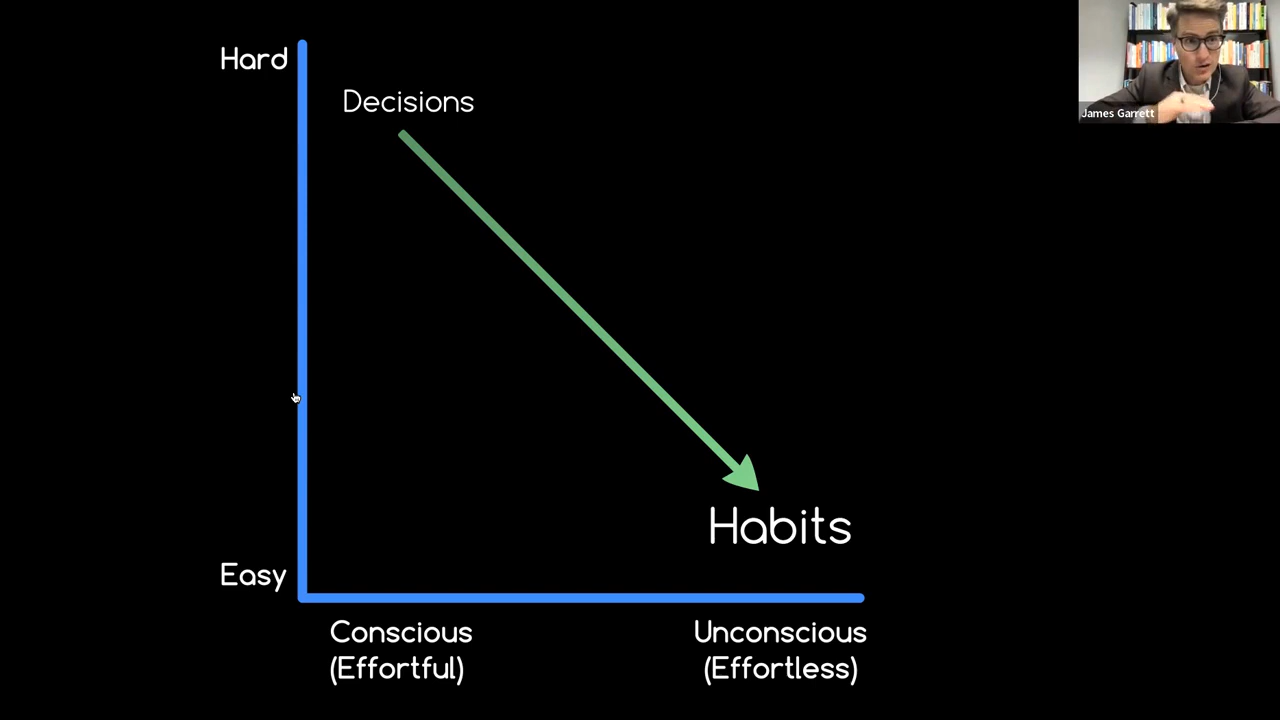 Hard
Decisions
James Garrett
Habits
Easy
Conscious
(Effortful)
Unconscious
(Effortless)